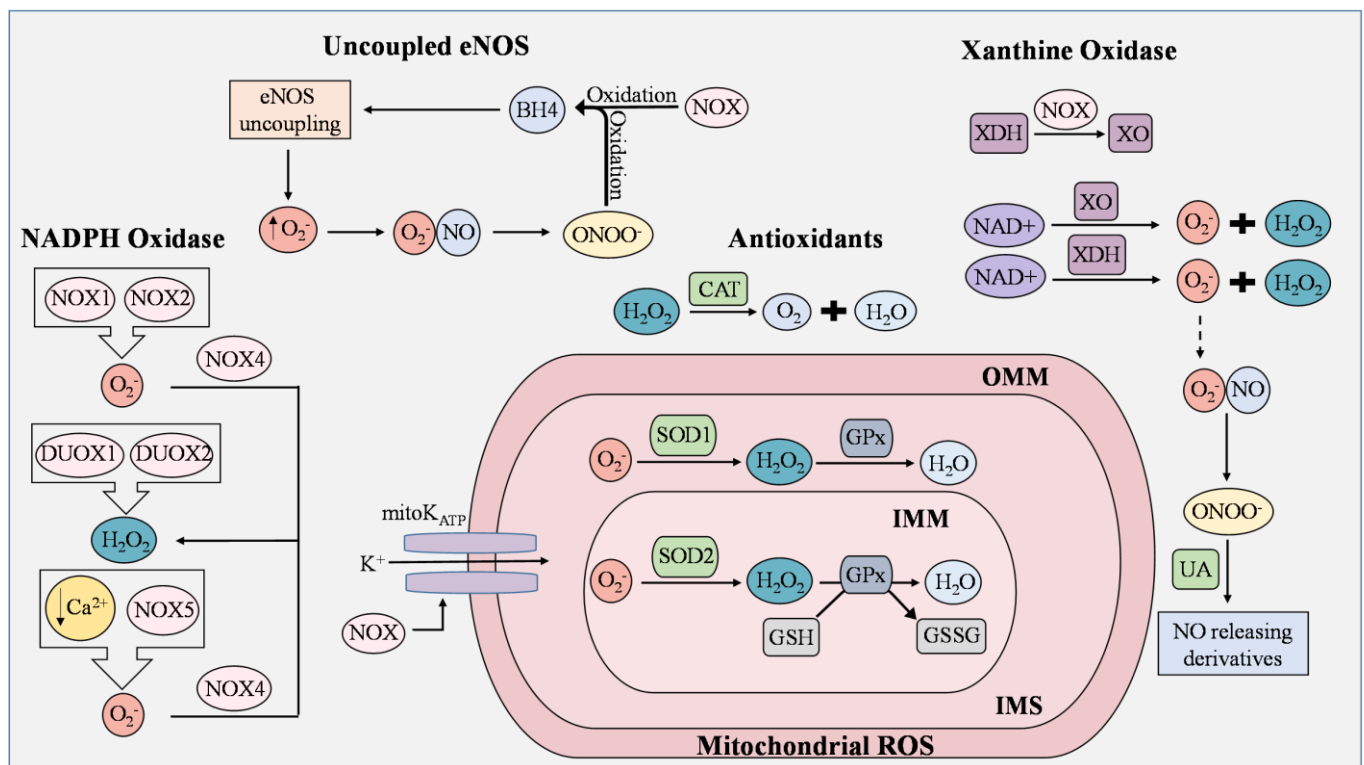 Uncoupled eNOS
eNOS
uncoupling
BH4
Oxidation
NOX
Oxidation
↑O₂⁻
O₂⁻
NO
ONOO⁻
Xanthine Oxidase
XDH
NOX
XO
NAD+
XO
O₂⁻
+
H₂O₂
NAD+
XDH
O₂⁻
+
H₂O₂
O₂⁻
NO
ONOO⁻
UA
NO releasing
derivatives
NADPH Oxidase
NOX1
NOX2
O₂⁻
NOX4
DUOX1
DUOX2
H₂O₂
↓Ca²⁺
NOX5
O₂⁻
NOX4
Antioxidants
H₂O₂
CAT
O₂
+
H₂O
OMM
O₂⁻
SOD1
H₂O₂
GPx
H₂O
IMM
O₂⁻
SOD2
H₂O₂
GPx
H₂O
GSH
GSSG
mitoK_ATP
K⁺
NOX
IMS
Mitochondrial ROS